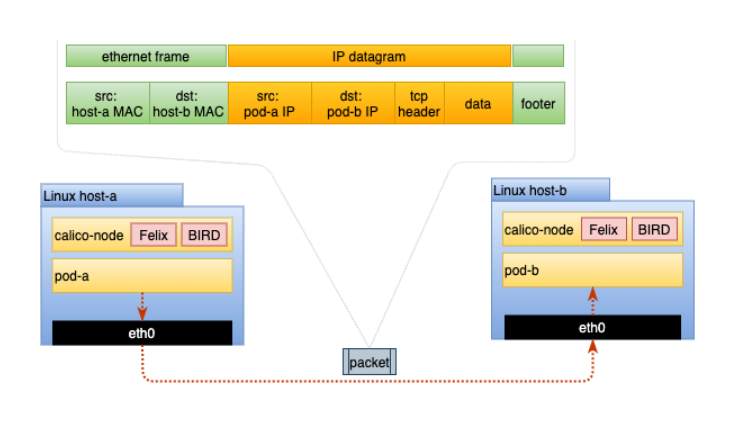 ethernet frame
IP datagram
src:
host-a MAC
dst:
host-b MAC
src:
pod-a IP
dst:
pod-b IP
tcp
header
data
footer
Linux host-a
calico-node
Felix
BIRD
pod-a
eth0
Linux host-b
calico-node
Felix
BIRD
pod-b
eth0
packet